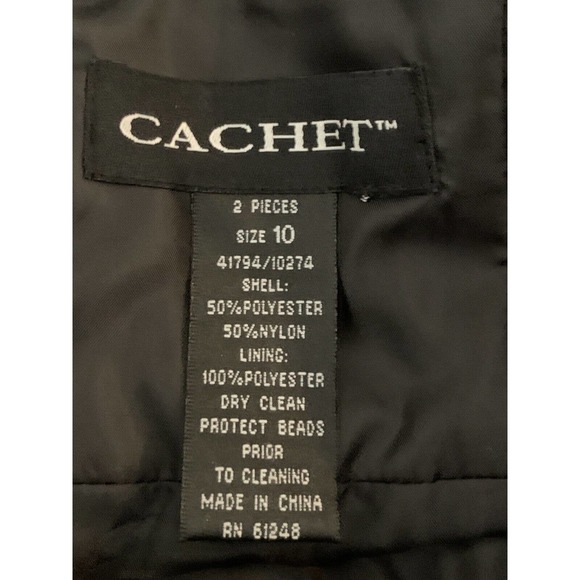 CACHET™
2 PIECES
SIZE 10
41794/10274
SHELL:
50%POLYESTER
50%NYLON
LINING:
100%POLYESTER
DRY CLEAN
PROTECT BEADS
PRIOR
TO CLEANING
MADE IN CHINA
RN 61248